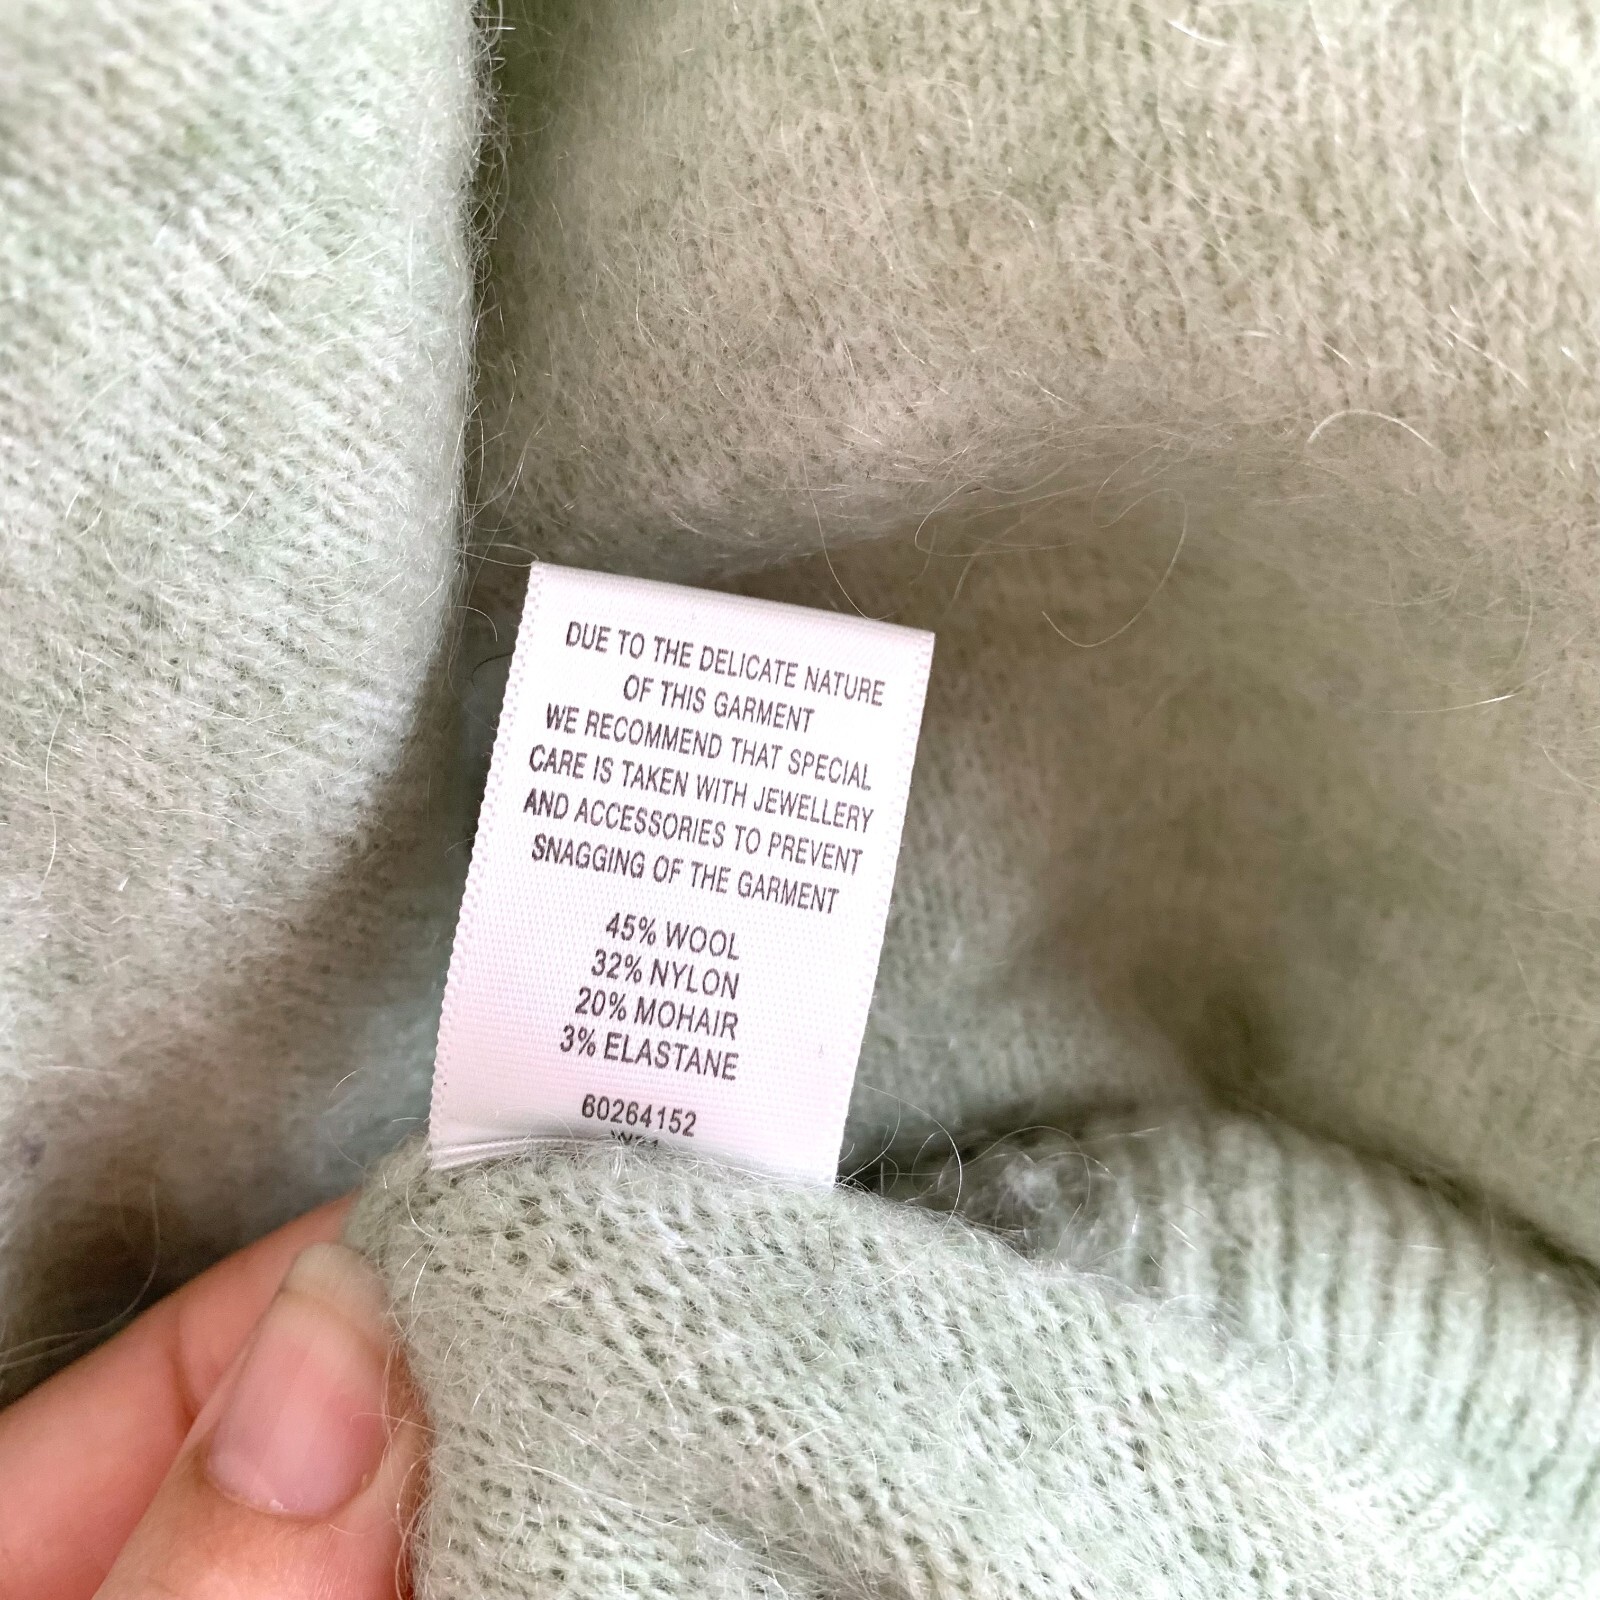 DUE TO THE DELICATE NATURE
OF THIS GARMENT
WE RECOMMEND THAT SPECIAL
CARE IS TAKEN WITH JEWELLERY
AND ACCESSORIES TO PREVENT
SNAGGING OF THE GARMENT
45% WOOL
32% NYLON
20% MOHAIR
3% ELASTANE
60264152